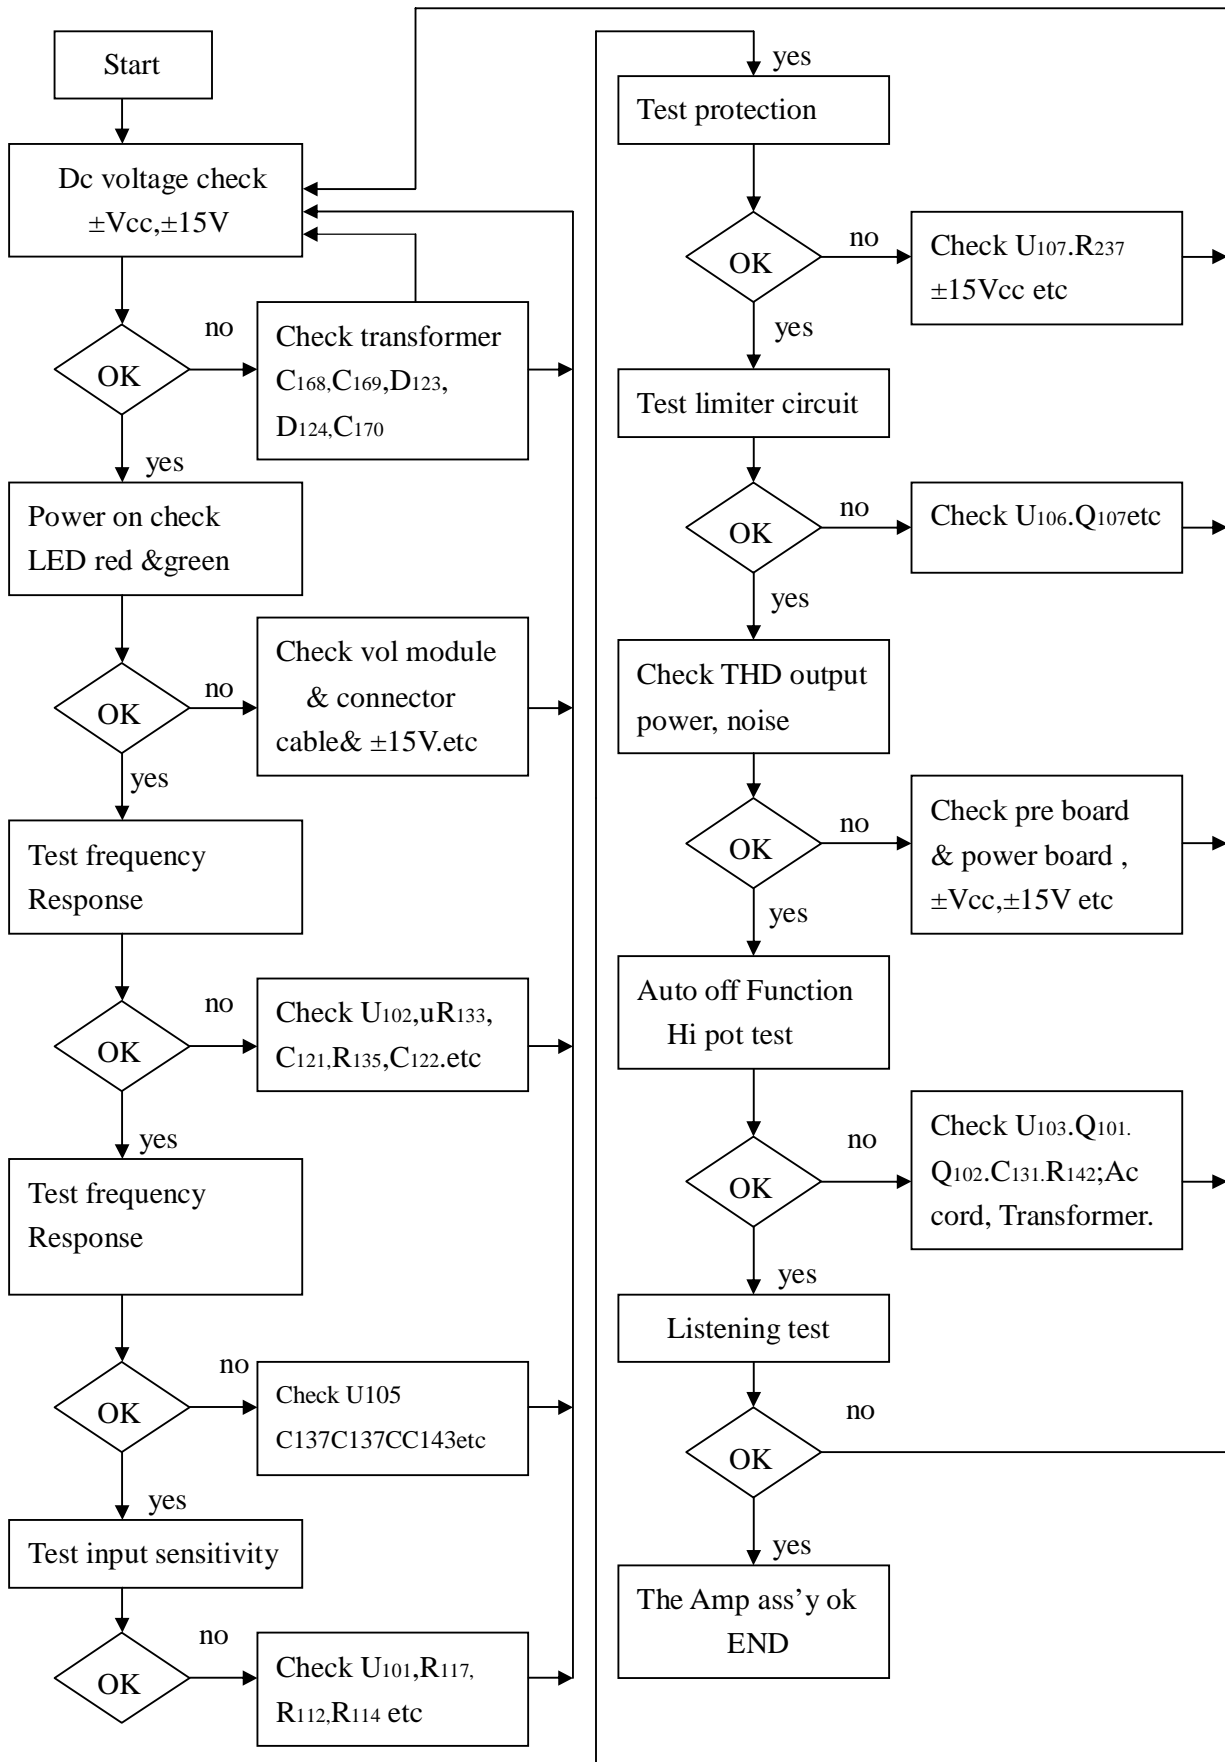 Start
Dc voltage check
±Vcc,±15V
OK
no
Check transformer
C168,C169,D123,
D124,C170
yes
Power on check
LED red &green
OK
no
Check vol module
& connector
cable& ±15V.etc
yes
Test frequency
Response
OK
no
Check U102,uR133,
C121,R135,C122.etc
yes
Test frequency
Response
OK
no
Check U105
C137C137CC143etc
yes
Test input sensitivity
OK
no
Check U101,R117,
R112,R114 etc
yes
Test protection
OK
no
Check U107.R237
±15Vcc etc
yes
Test limiter circuit
OK
no
Check U106.Q107etc
yes
Check THD output
power, noise
OK
no
Check pre board
& power board ,
±Vcc,±15V etc
yes
Auto off Function
Hi pot test
OK
no
Check U103.Q101.
Q102.C131.R142;Ac
cord, Transformer.
yes
Listening test
OK
no
yes
The Amp ass’y ok
END